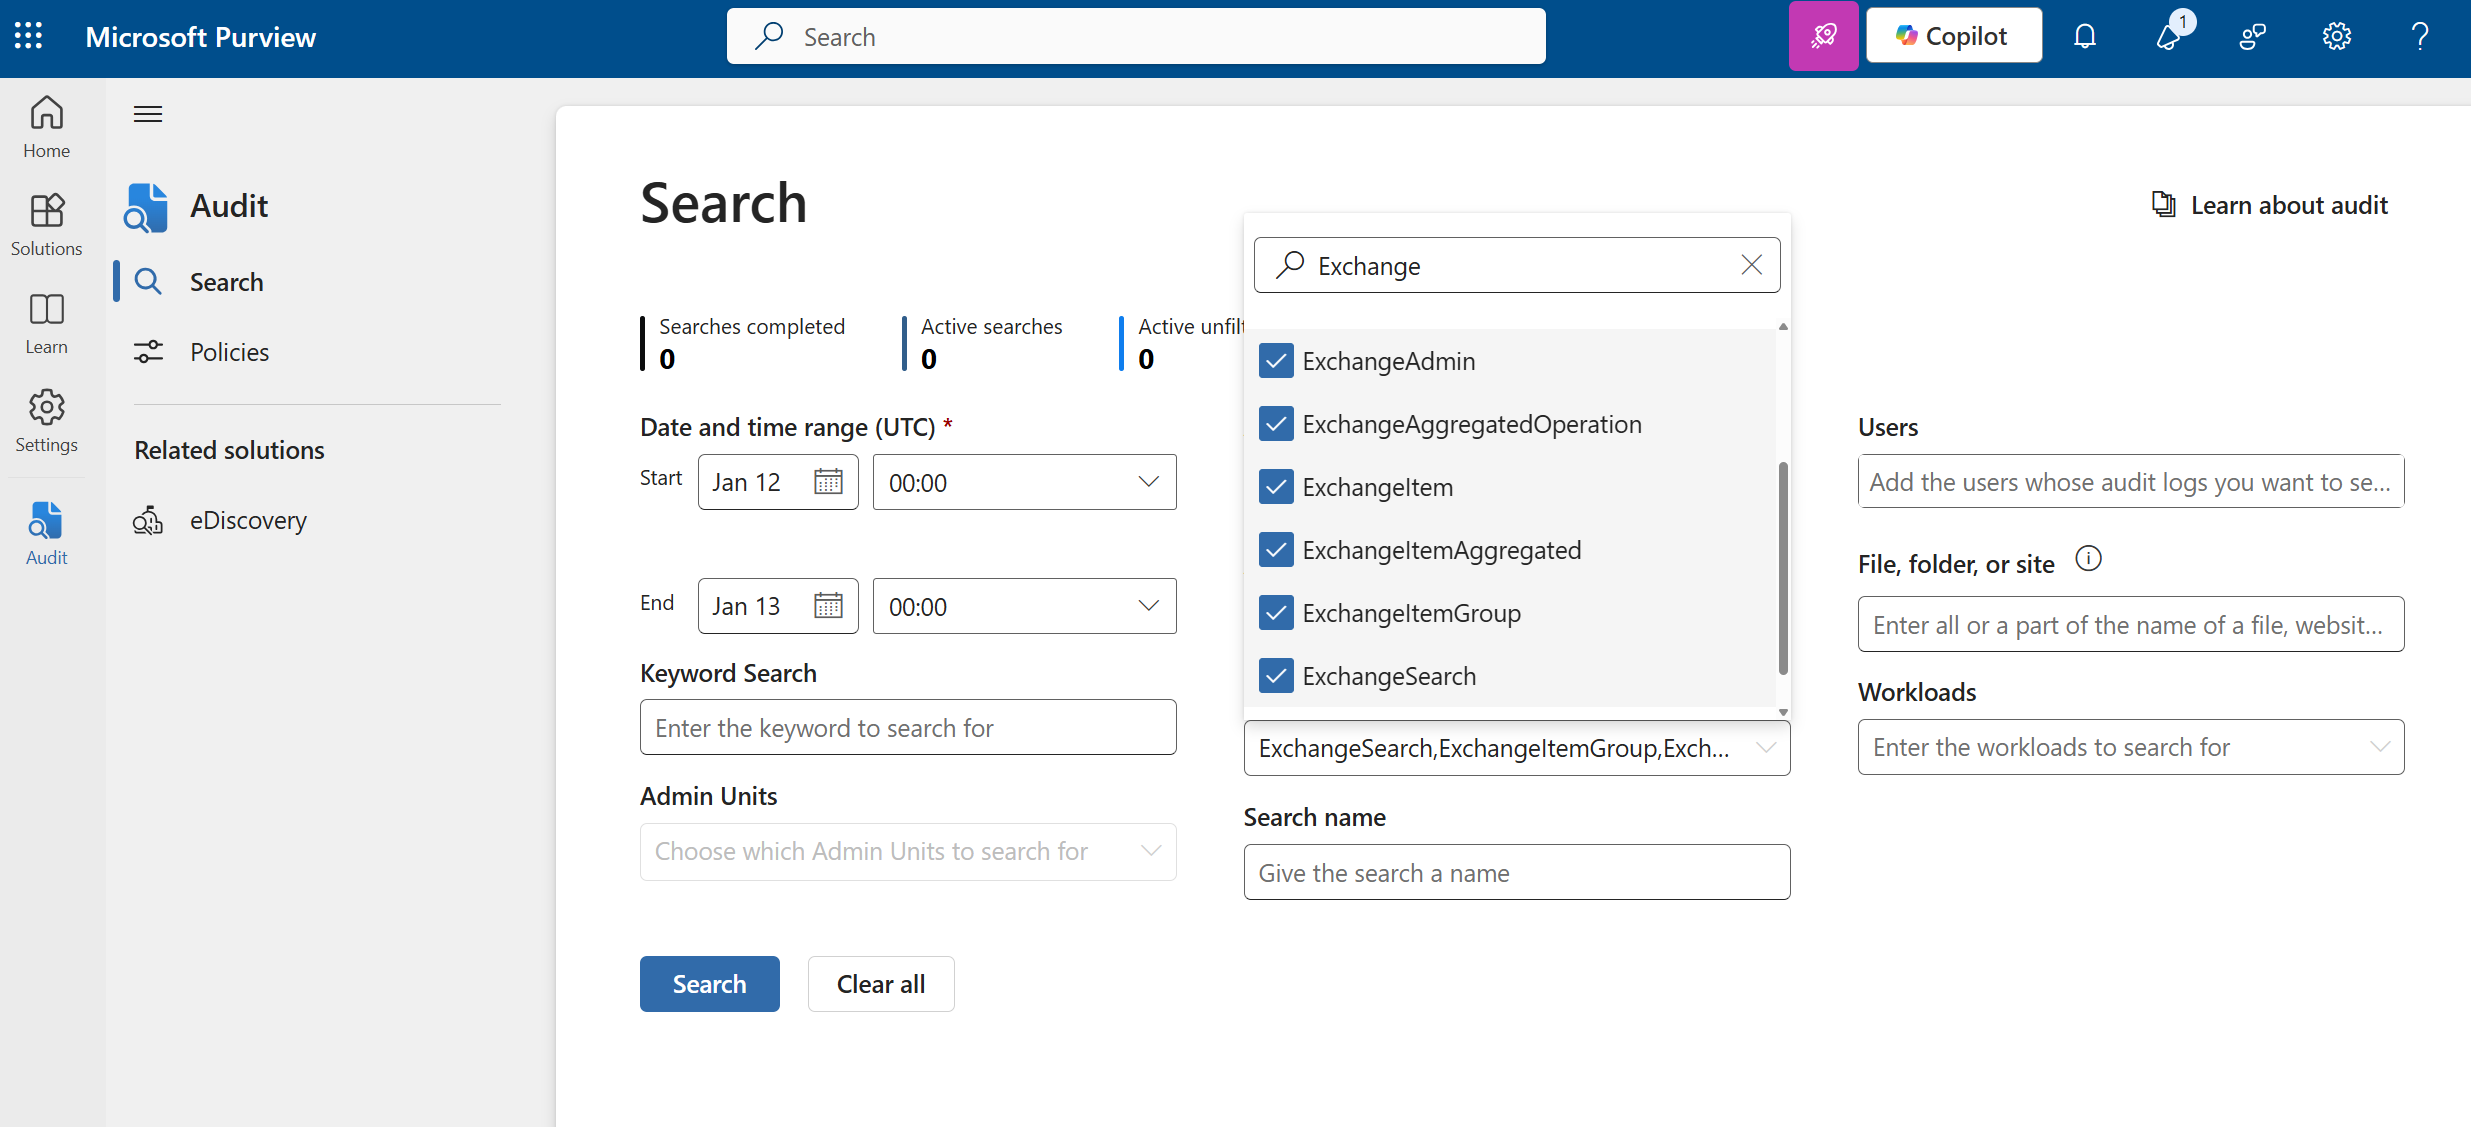 Microsoft Purview
Search
Copilot
1
Home
Solutions
Learn
Settings
Audit
Audit
Search
Policies
Related solutions
eDiscovery
Search
Learn about audit
Searches completed
0
Active searches
0
Active unfilt
0
Date and time range (UTC) *
Start
Jan 12
00:00
End
Jan 13
00:00
Keyword Search
Enter the keyword to search for
Admin Units
Choose which Admin Units to search for
Search
Clear all
Exchange
ExchangeAdmin
ExchangeAggregatedOperation
ExchangeItem
ExchangeItemAggregated
ExchangeItemGroup
ExchangeSearch
ExchangeSearch,ExchangeItemGroup,Exch...
Search name
Give the search a name
Users
Add the users whose audit logs you want to se...
File, folder, or site
Enter all or a part of the name of a file, websit...
Workloads
Enter the workloads to search for